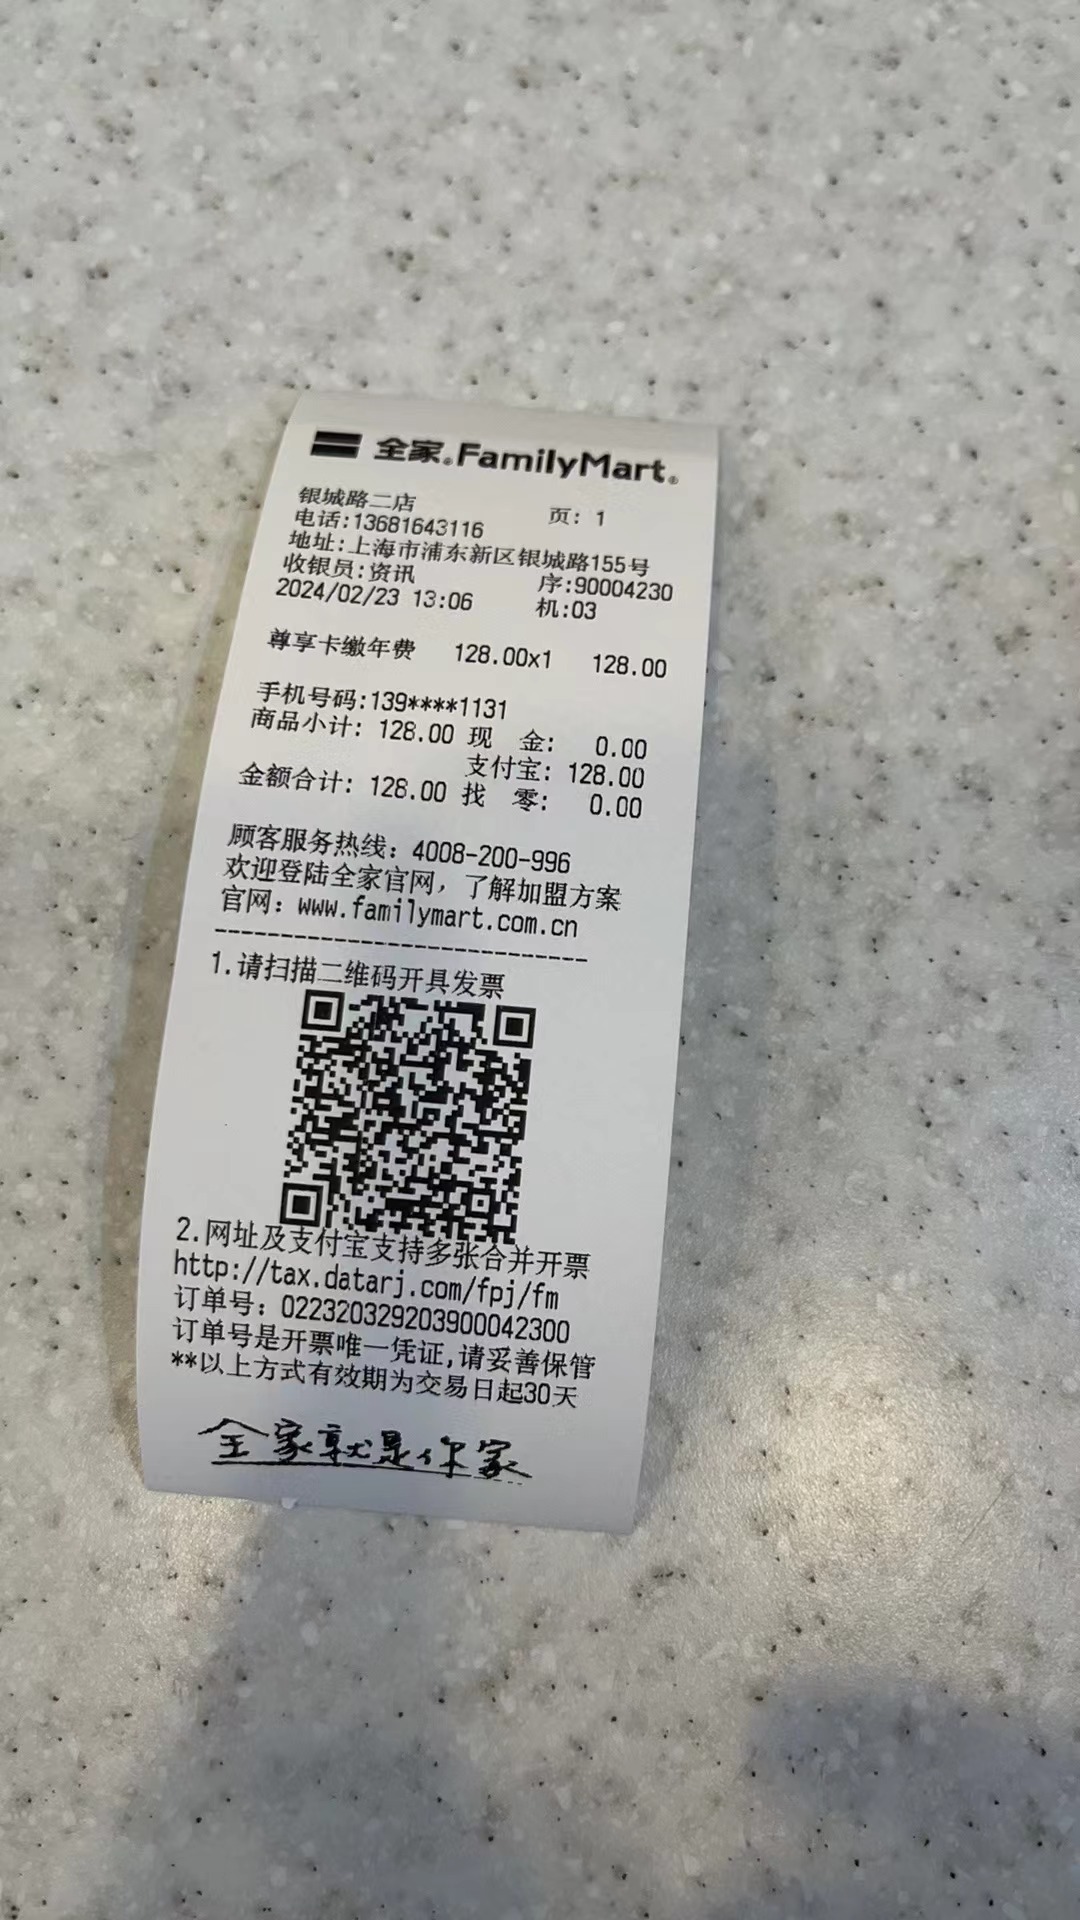 全家®FamilyMart®
银城路二店 页: 1
电话:13681643116
地址:上海市浦东新区银城路155号
收银员:资讯 序:90004230
2024/02/23 13:06 机:03
尊享卡缴年费 128.00x1 128.00
手机号码:139****1131
商品小计: 128.00 现 金: 0.00
支付宝: 128.00
金额合计: 128.00 找 零: 0.00
顾客服务热线: 4008-200-996
欢迎登陆全家官网, 了解加盟方案
官网: www.familymart.com.cn
1.请扫描二维码开具发票
2.网址及支付宝支持多张合并开票
http://tax.datarj.com/fpj/fm
订单号: 022320329203900042300
订单号是开票唯一凭证,请妥善保管
**以上方式有效期为交易日起30天
全家就是你家